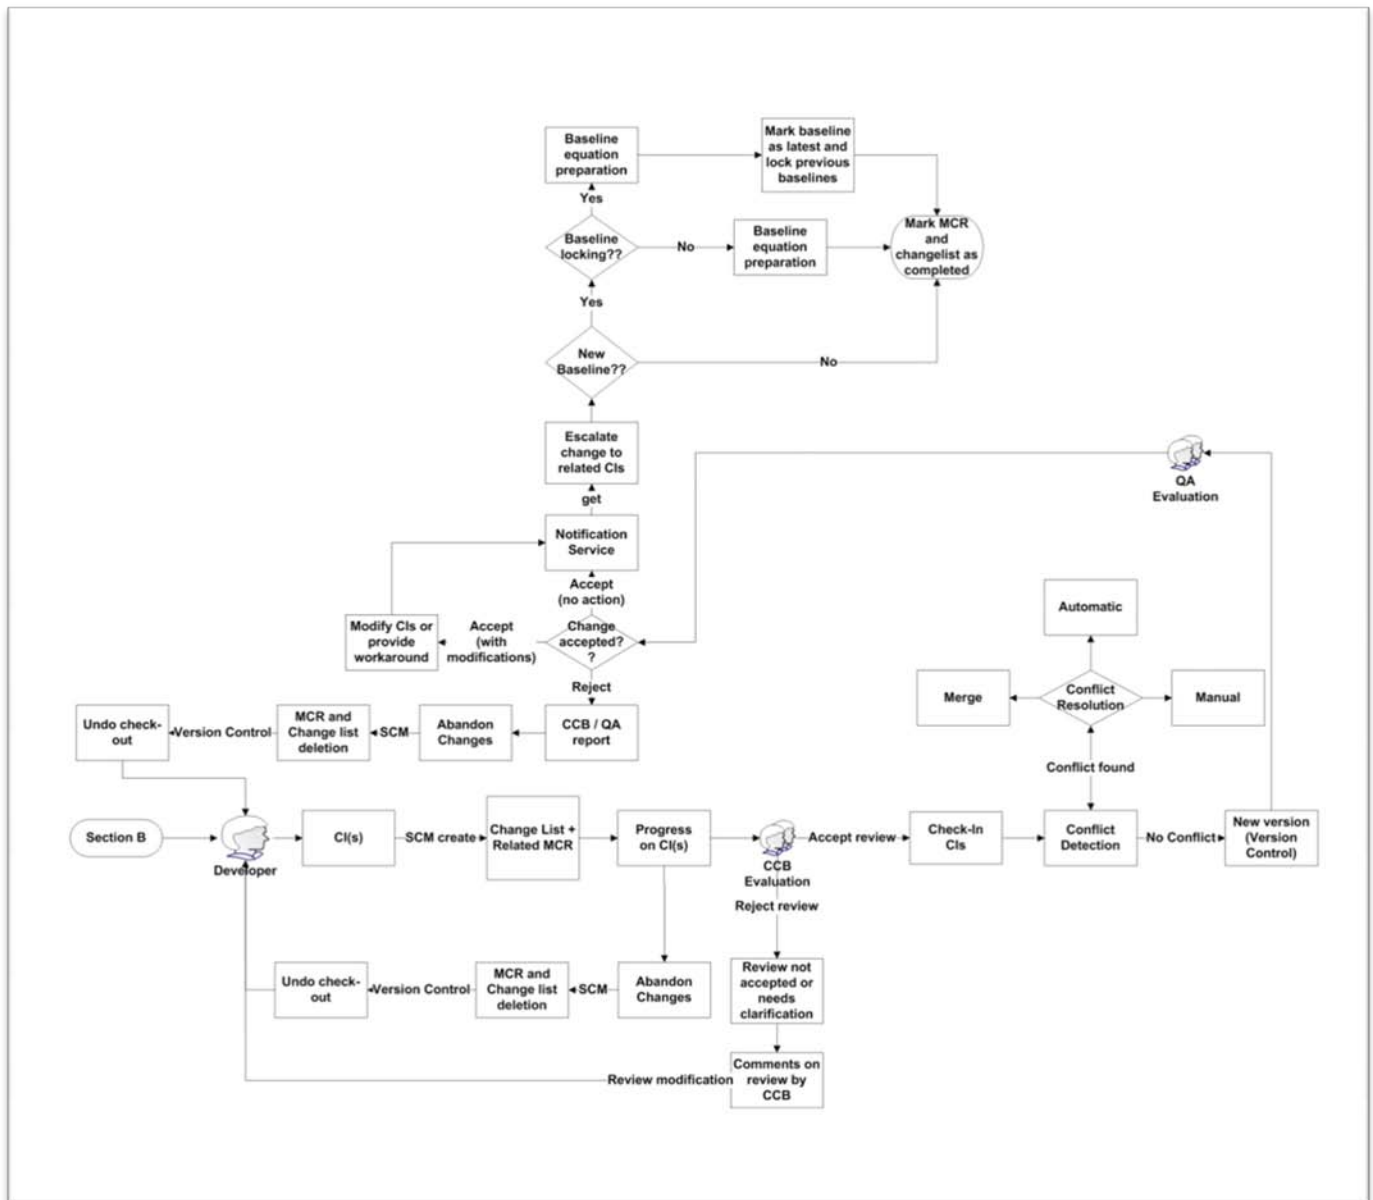 Baseline
equation
preparation
Mark baseline
as latest and
lock previous
baselines
Yes
Baseline
locking??
No
Baseline
equation
preparation
Mark MCR
and
changelist as
completed
Yes
New
Baseline??
No
Escalate
change to
related CIs
get
QA
Evaluation
Notification
Service
Accept
(no action)
Modify CIs or
provide
workaround
Accept
(with
modifications)
Change
accepted?
?
Automatic
Reject
Merge
Conflict
Resolution
Manual
Undo check-
out
Version Control
MCR and
Change list
deletion
SCM
Abandon
Changes
CCB / QA
report
Conflict found
Section B
Developer
CI(s)
SCM create
Change List +
Related MCR
Progress
on CI(s)
CCB
Evaluation
Accept review
Check-In
CIs
Conflict
Detection
No Conflict
New version
(Version
Control)
Reject review
Undo check-
out
Version Control
MCR and
Change list
deletion
SCM
Abandon
Changes
Review not
accepted or
needs
clarification
Review modification
Comments on
review by
CCB